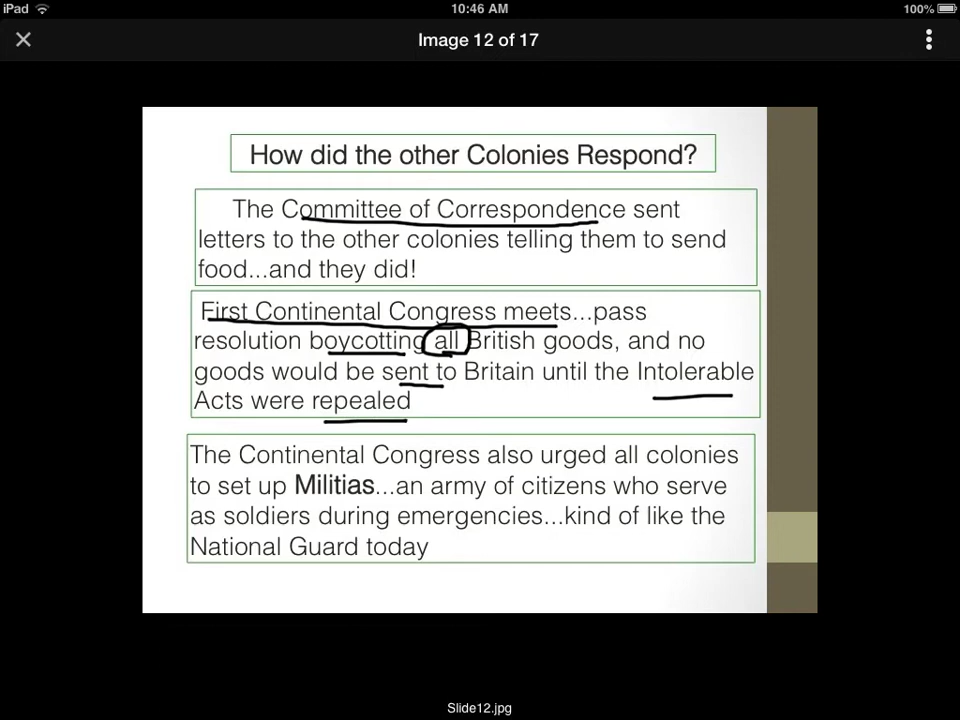 iPad 10:46 AM 100%
Image 12 of 17
How did the other Colonies Respond?
The Committee of Correspondence sent
letters to the other colonies telling them to send
food...and they did!
First Continental Congress meets...pass
resolution boycotting all British goods, and no
goods would be sent to Britain until the Intolerable
Acts were repealed
The Continental Congress also urged all colonies
to set up Militias...an army of citizens who serve
as soldiers during emergencies...kind of like the
National Guard today
Slide12.jpg